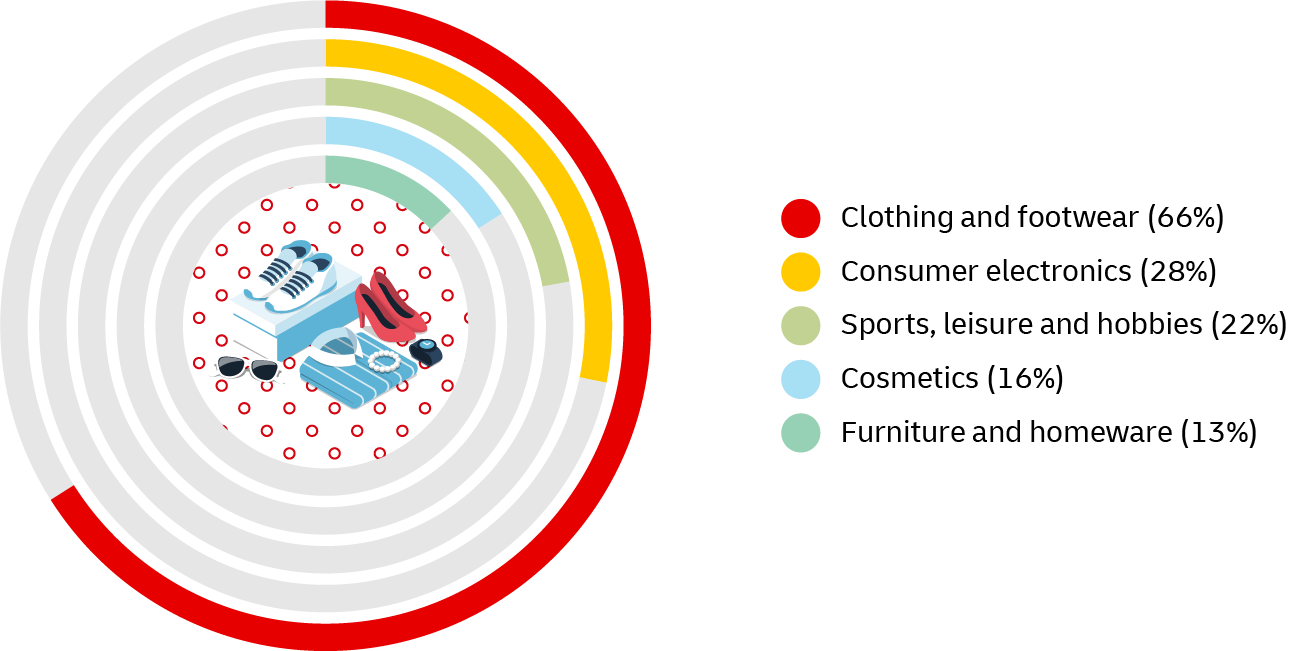 Clothing and footwear (66%)
Consumer electronics (28%)
Sports, leisure and hobbies (22%)
Cosmetics (16%)
Furniture and homeware (13%)